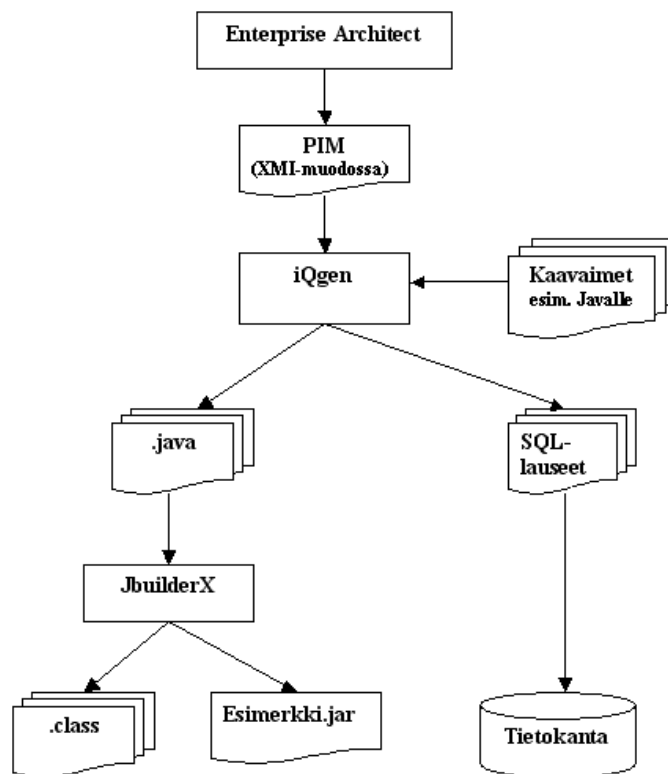 Enterprise Architect
PIM
(XMI-muodossa)
iQgen
Kaavaimet
esim. Javalle
.java
SQL-
lauseet
JbuilderX
.class
Esimerkki.jar
Tietokanta